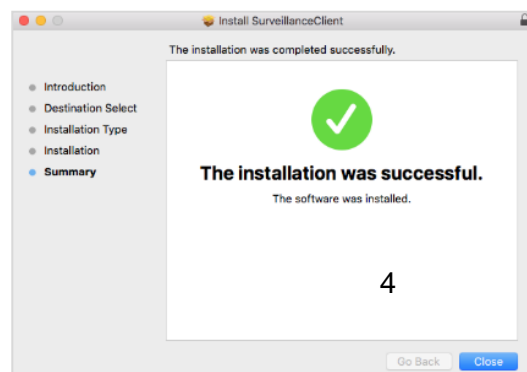 Install SurveillanceClient
The installation was completed successfully.
Introduction
Destination Select
Installation Type
Installation
Summary
The installation was successful.
The software was installed.
4
Go Back
Close